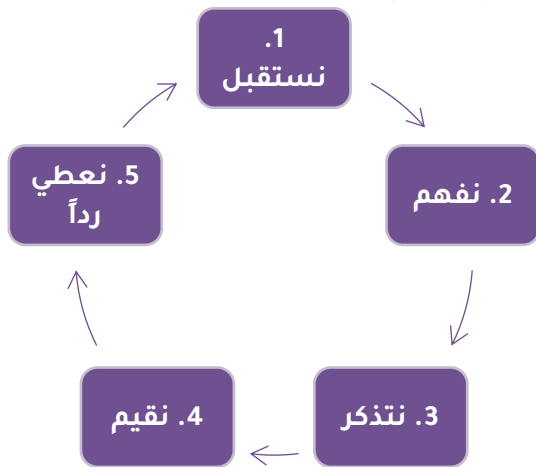 1.
نستقبل
2. نفهم
3. نتذكر
4. نقيم
5. نعطي
رداً